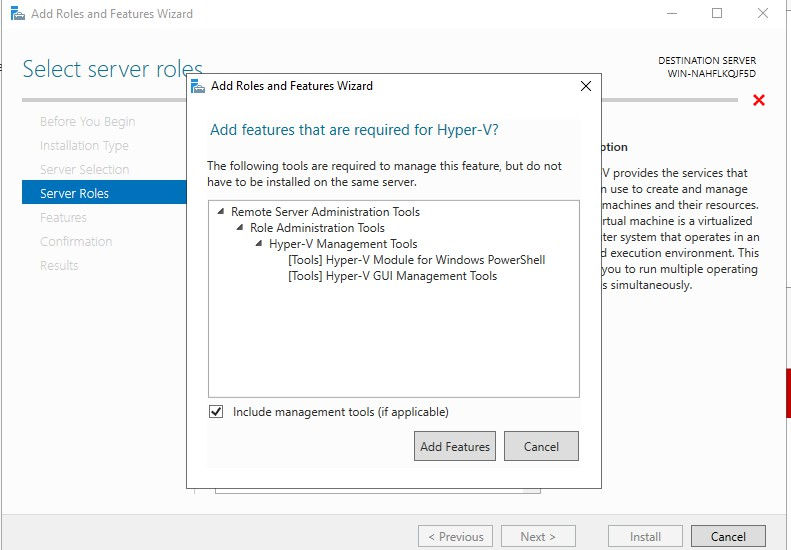 Add Roles and Features Wizard
Select server roles
DESTINATION SERVER
WIN-NAHFLKQJF5D
Before You Begin
Installation Type
Server Selection
Server Roles
Features
Confirmation
Results
Add Roles and Features Wizard
Add features that are required for Hyper-V?
The following tools are required to manage this feature, but do not
have to be installed on the same server.
Remote Server Administration Tools
Role Administration Tools
Hyper-V Management Tools
[Tools] Hyper-V Module for Windows PowerShell
[Tools] Hyper-V GUI Management Tools
Include management tools (if applicable)
Add Features
Cancel
ption
V provides the services that
n use to create and manage
machines and their resources.
rtual machine is a virtualized
ter system that operates in an
d execution environment. This
you to run multiple operating
s simultaneously.
< Previous
Next >
Install
Cancel